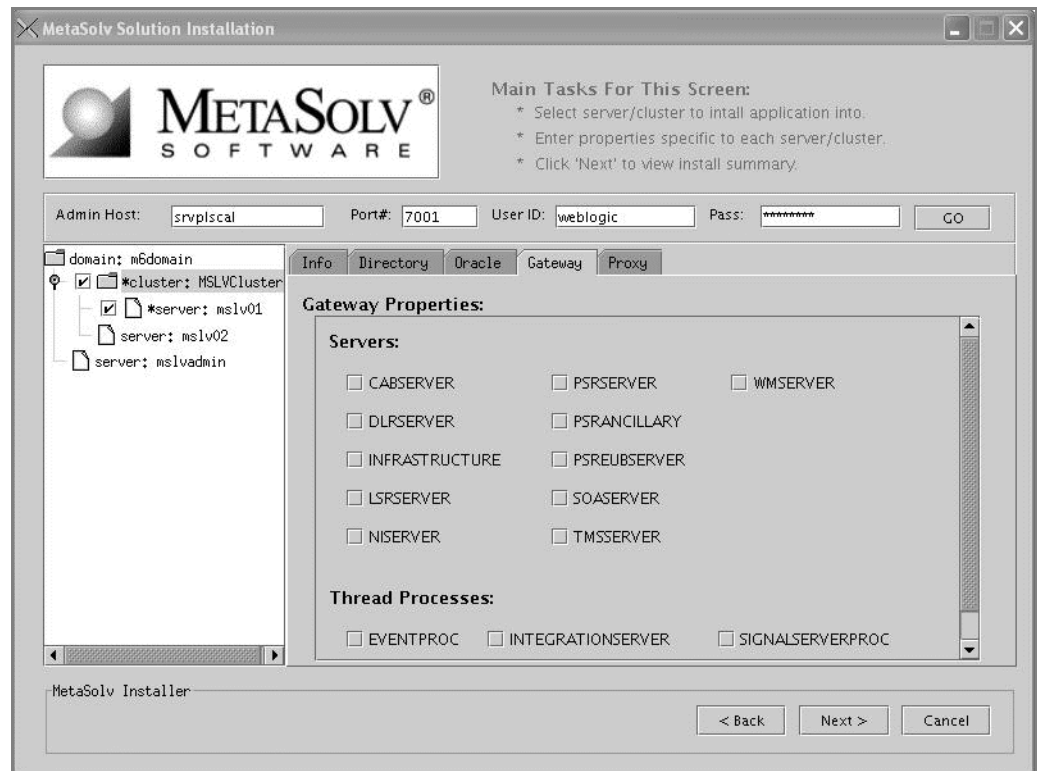 MetaSolv Solution Installation
METASOLV®
SOFTWARE
Main Tasks For This Screen:
* Select server/cluster to intall application into.
* Enter properties specific to each server/cluster.
* Click 'Next' to view install summary.
Admin Host: srvplscal Port#: 7001 User ID: weblogic Pass: ******** GO
domain: m6domain
*cluster: MSLVCluster
*server: mslv01
server: mslv02
server: mslvadmin
Info Directory Oracle Gateway Proxy
Gateway Properties:
Servers:
CABSERVER PSRSERVER WMSERVER
DLRSERVER PSRANCILLARY
INFRASTRUCTURE PSREUBSERVER
LSRSERVER SOASERVER
NISERVER TMSSERVER
Thread Processes:
EVENTPROC INTEGRATIONSERVER SIGNALSERVERPROC
MetaSolv Installer
< Back Next > Cancel